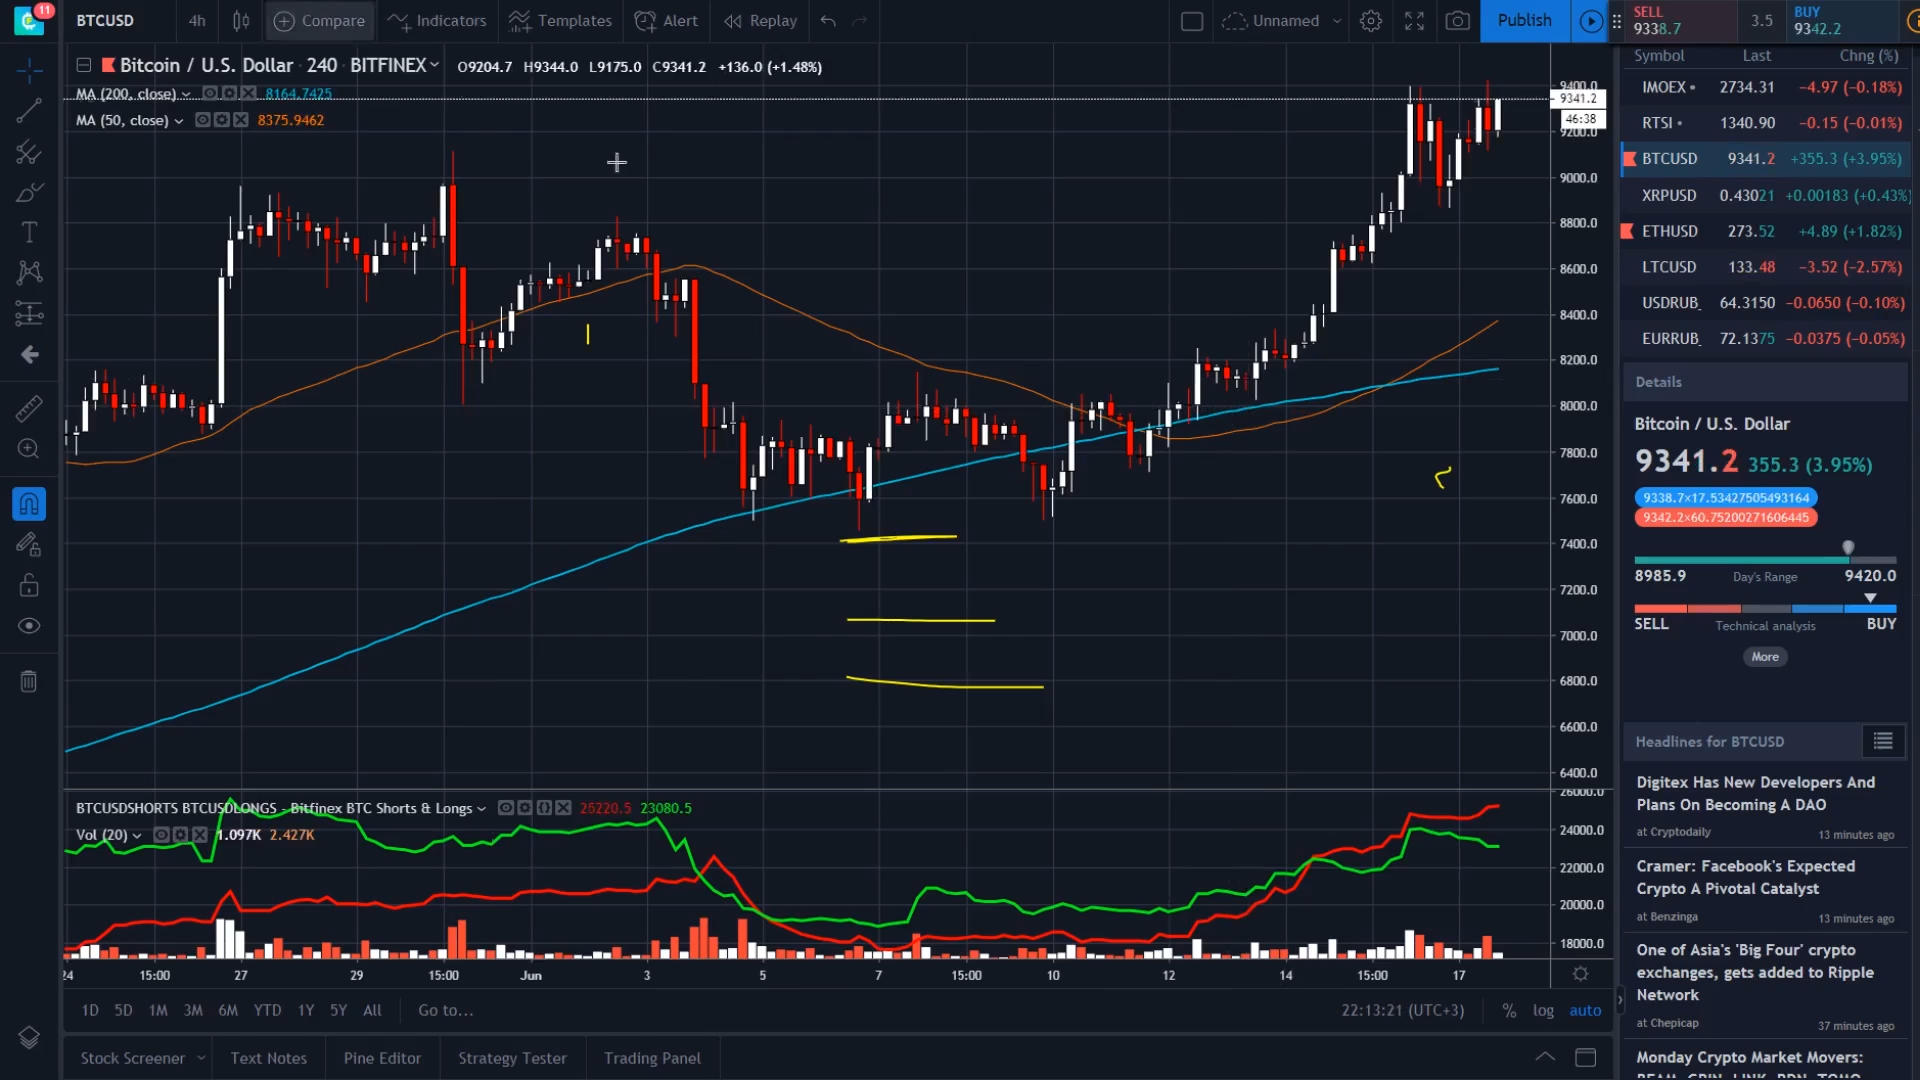 11 BTCUSD 4h Compare Indicators Templates Alert Replay Unnamed Publish
SELL 9338.7 3.5 BUY 9342.2
Bitcoin / U.S. Dollar 240 BITFINEX O9204.7 H9344.0 L9175.0 C9341.2 +136.0 (+1.48%)
MA (200, close) 8164.7425
MA (50, close) 8375.9462
9400.0
9341.2
46:38
9200.0
9000.0
8800.0
8600.0
8400.0
8200.0
8000.0
7800.0
7600.0
7400.0
7200.0
7000.0
6800.0
6600.0
6400.0
BTCUSDSHORTS BTCUSDLONGS - Bitfinex BTC Shorts & Longs 25220.5 23080.5
Vol (20) 1.097K 2.427K
26000.0
24000.0
22000.0
20000.0
18000.0
24 15:00 27 29 15:00 Jun 3 5 7 15:00 10 12 14 15:00 17
1D 5D 1M 3M 6M YTD 1Y 5Y All Go to... 22:13:21 (UTC+3) % log auto
Stock Screener Text Notes Pine Editor Strategy Tester Trading Panel
Symbol Last Chng (%)
IMOEX 2734.31 −4.97 (−0.18%)
RTSI 1340.90 −0.15 (−0.01%)
BTCUSD 9341.2 +355.3 (+3.95%)
XRPUSD 0.43021 +0.00183 (+0.43%)
ETHUSD 273.52 +4.89 (+1.82%)
LTCUSD 133.48 −3.52 (−2.57%)
USDRUB_ 64.3150 −0.0650 (−0.10%)
EURRUB_ 72.1375 −0.0375 (−0.05%)
Details
Bitcoin / U.S. Dollar
9341.2 355.3 (3.95%)
9338.7×17.53427505493164
9342.2×60.75200271606445
8985.9 Day's Range 9420.0
SELL Technical analysis BUY
More
Headlines for BTCUSD
Digitex Has New Developers And
Plans On Becoming A DAO
at Cryptodaily 13 minutes ago
Cramer: Facebook's Expected
Crypto A Pivotal Catalyst
at Benzinga 13 minutes ago
One of Asia's 'Big Four' crypto
exchanges, gets added to Ripple
Network
at Chepicap 37 minutes ago
Monday Crypto Market Movers: